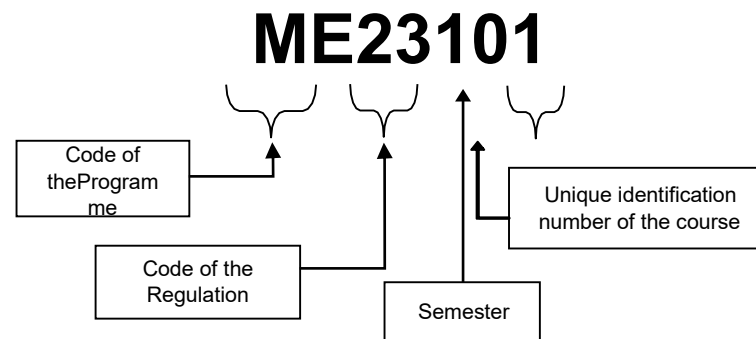 ME23101
Code of
theProgram
me
Unique identification
number of the course
Code of the
Regulation
Semester